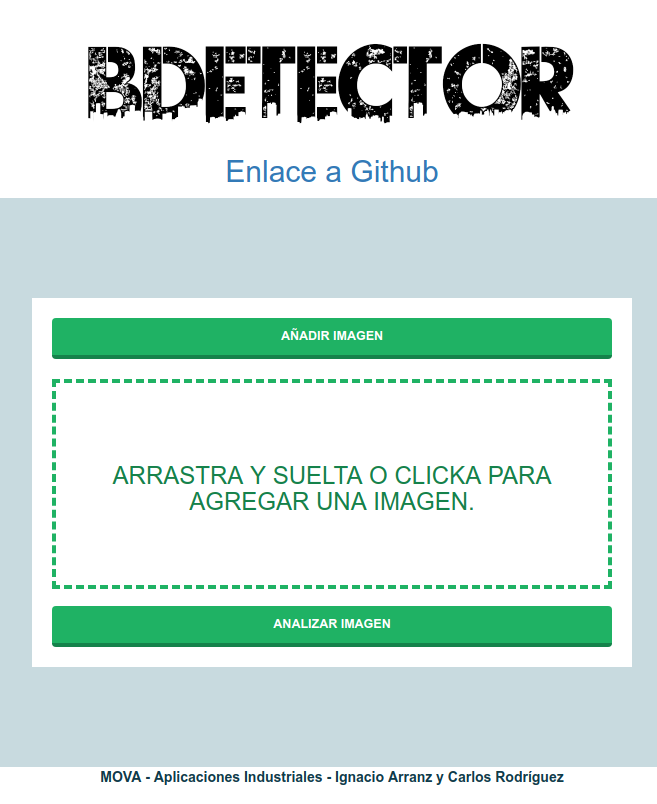 BDETECTOR
Enlace a Github
AÑADIR IMAGEN
ARRASTRA Y SUELTA O CLICKA PARA
AGREGAR UNA IMAGEN.
ANALIZAR IMAGEN
MOVA - Aplicaciones Industriales - Ignacio Arranz y Carlos Rodríguez